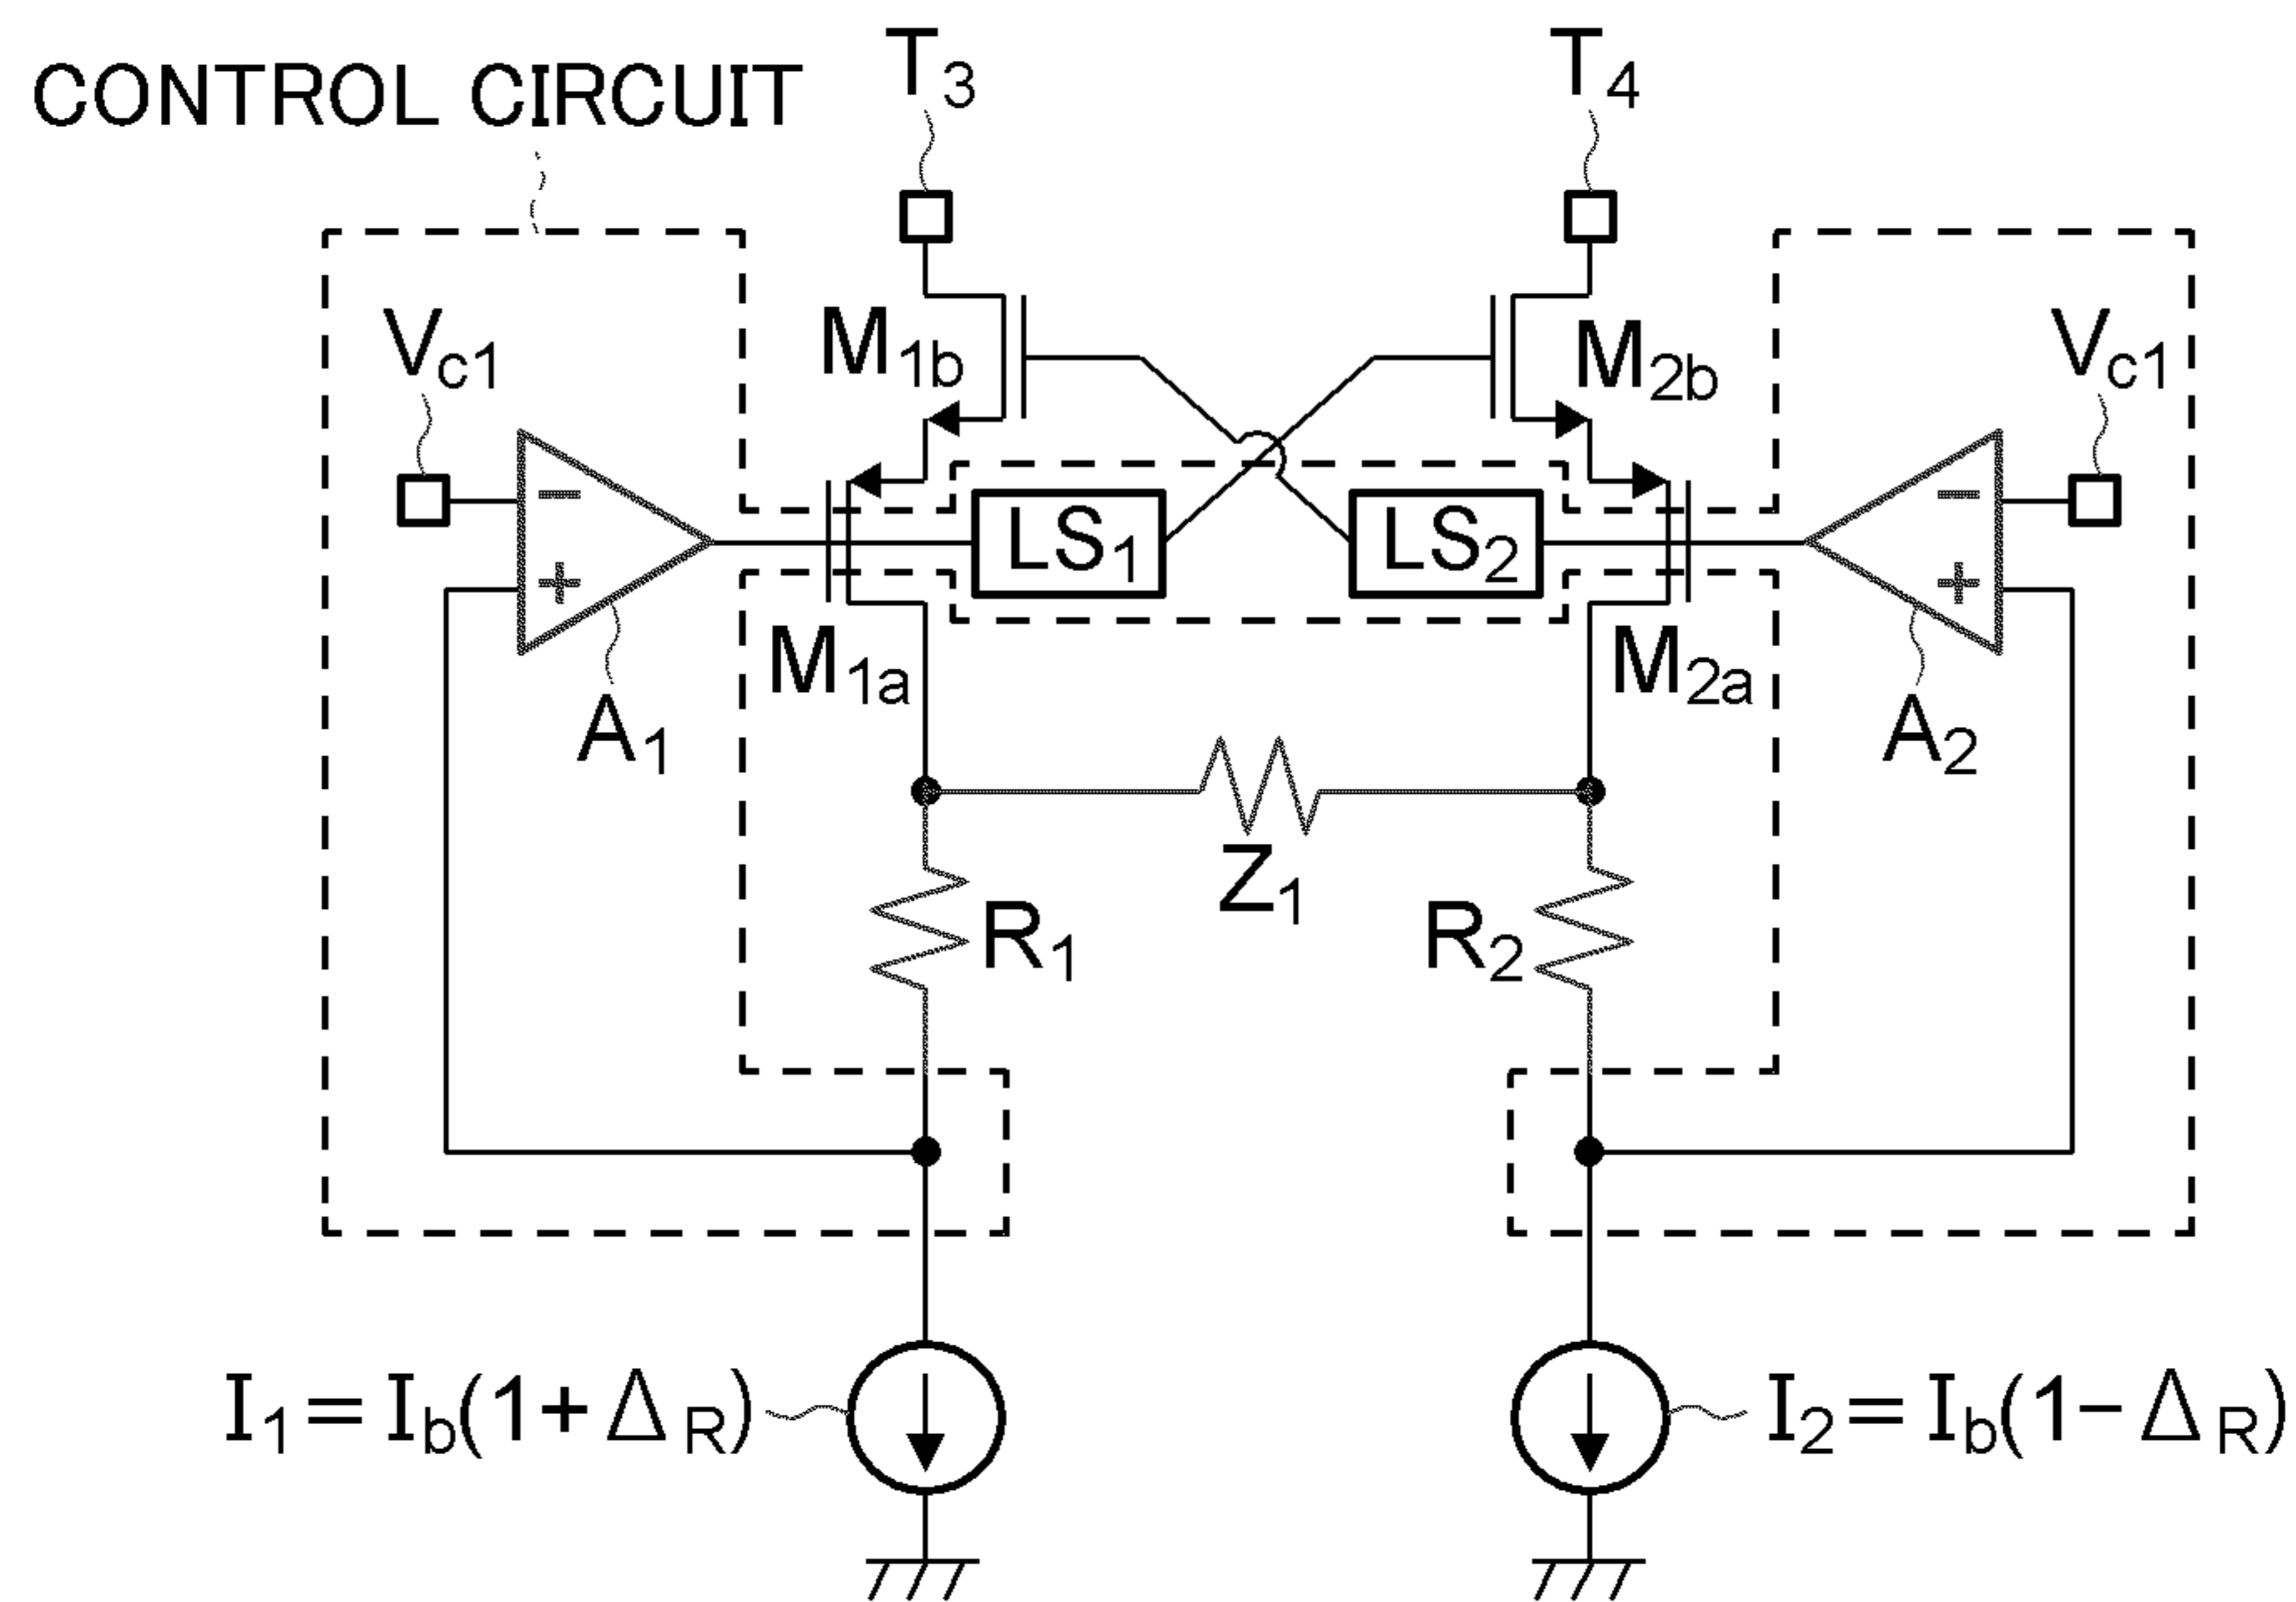 T3
T4
CONTROL CIRCUIT
Vc1
M1b
M2b
Vc1
−
+
LS1
LS2
−
+
M1a
M2a
A1
A2
Z1
R1
R2
I1=Ib(1+ΔR)
I2=Ib(1−ΔR)